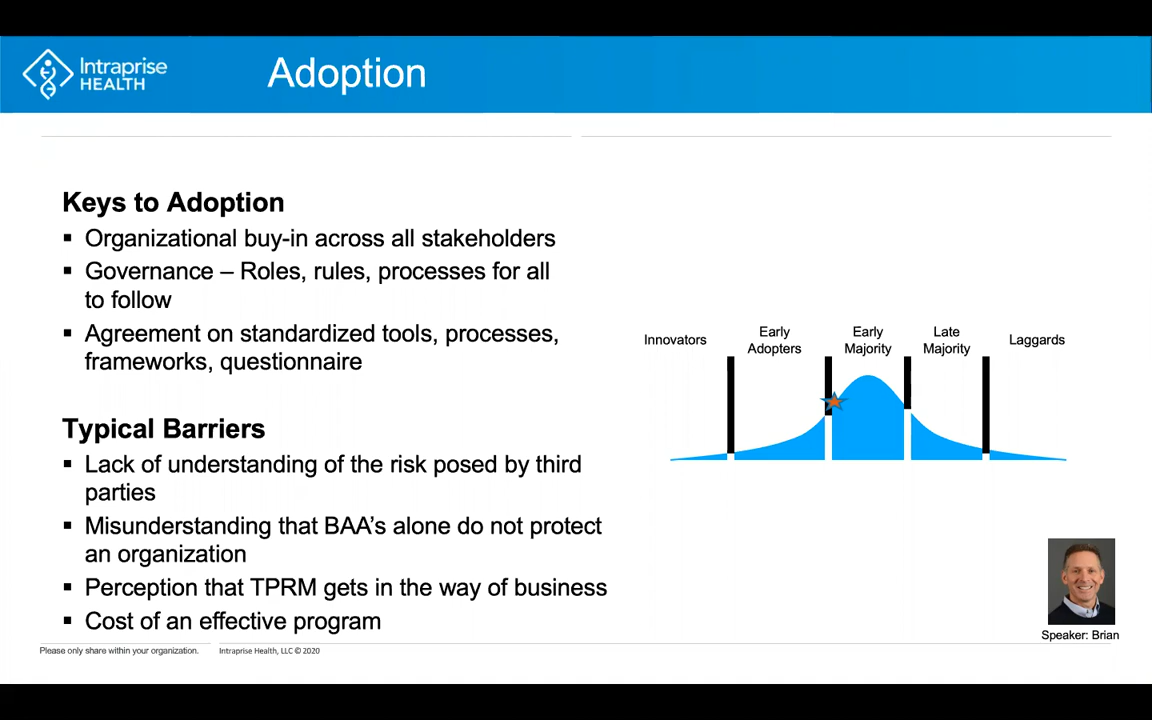 Intraprise
HEALTH
Adoption
Keys to Adoption
▪ Organizational buy-in across all stakeholders
▪ Governance – Roles, rules, processes for all
to follow
▪ Agreement on standardized tools, processes,
frameworks, questionnaire
Typical Barriers
▪ Lack of understanding of the risk posed by third
parties
▪ Misunderstanding that BAA’s alone do not protect
an organization
▪ Perception that TPRM gets in the way of business
▪ Cost of an effective program
Innovators
Early
Adopters
Early
Majority
Late
Majority
Laggards
Speaker: Brian
Please only share within your organization.
Intraprise Health, LLC © 2020